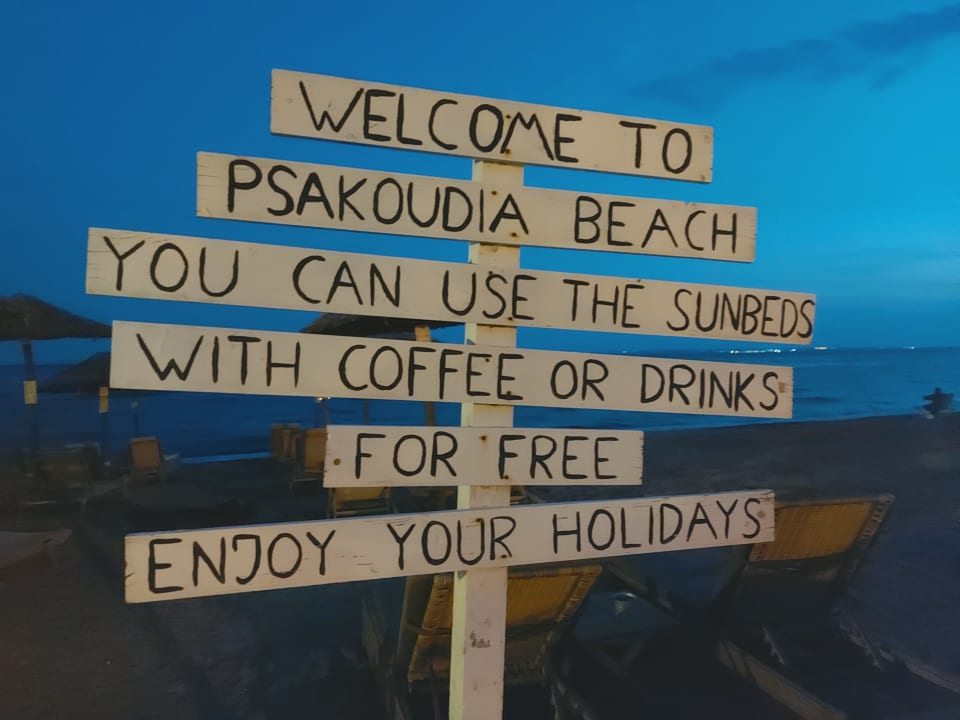 WELCOME TO
PSAKOUDIA BEACH
YOU CAN USE THE SUNBEDS
WITH COFFEE OR DRINKS
FOR FREE
ENJOY YOUR HOLIDAYS